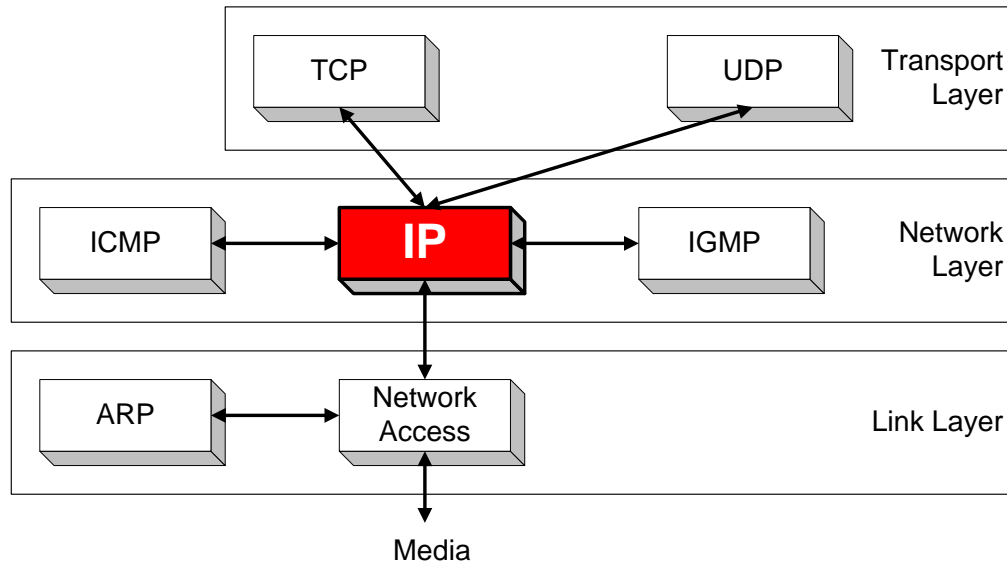 TCP
UDP
Transport
Layer
ICMP
IP
IGMP
Network
Layer
ARP
Network
Access
Link Layer
Media